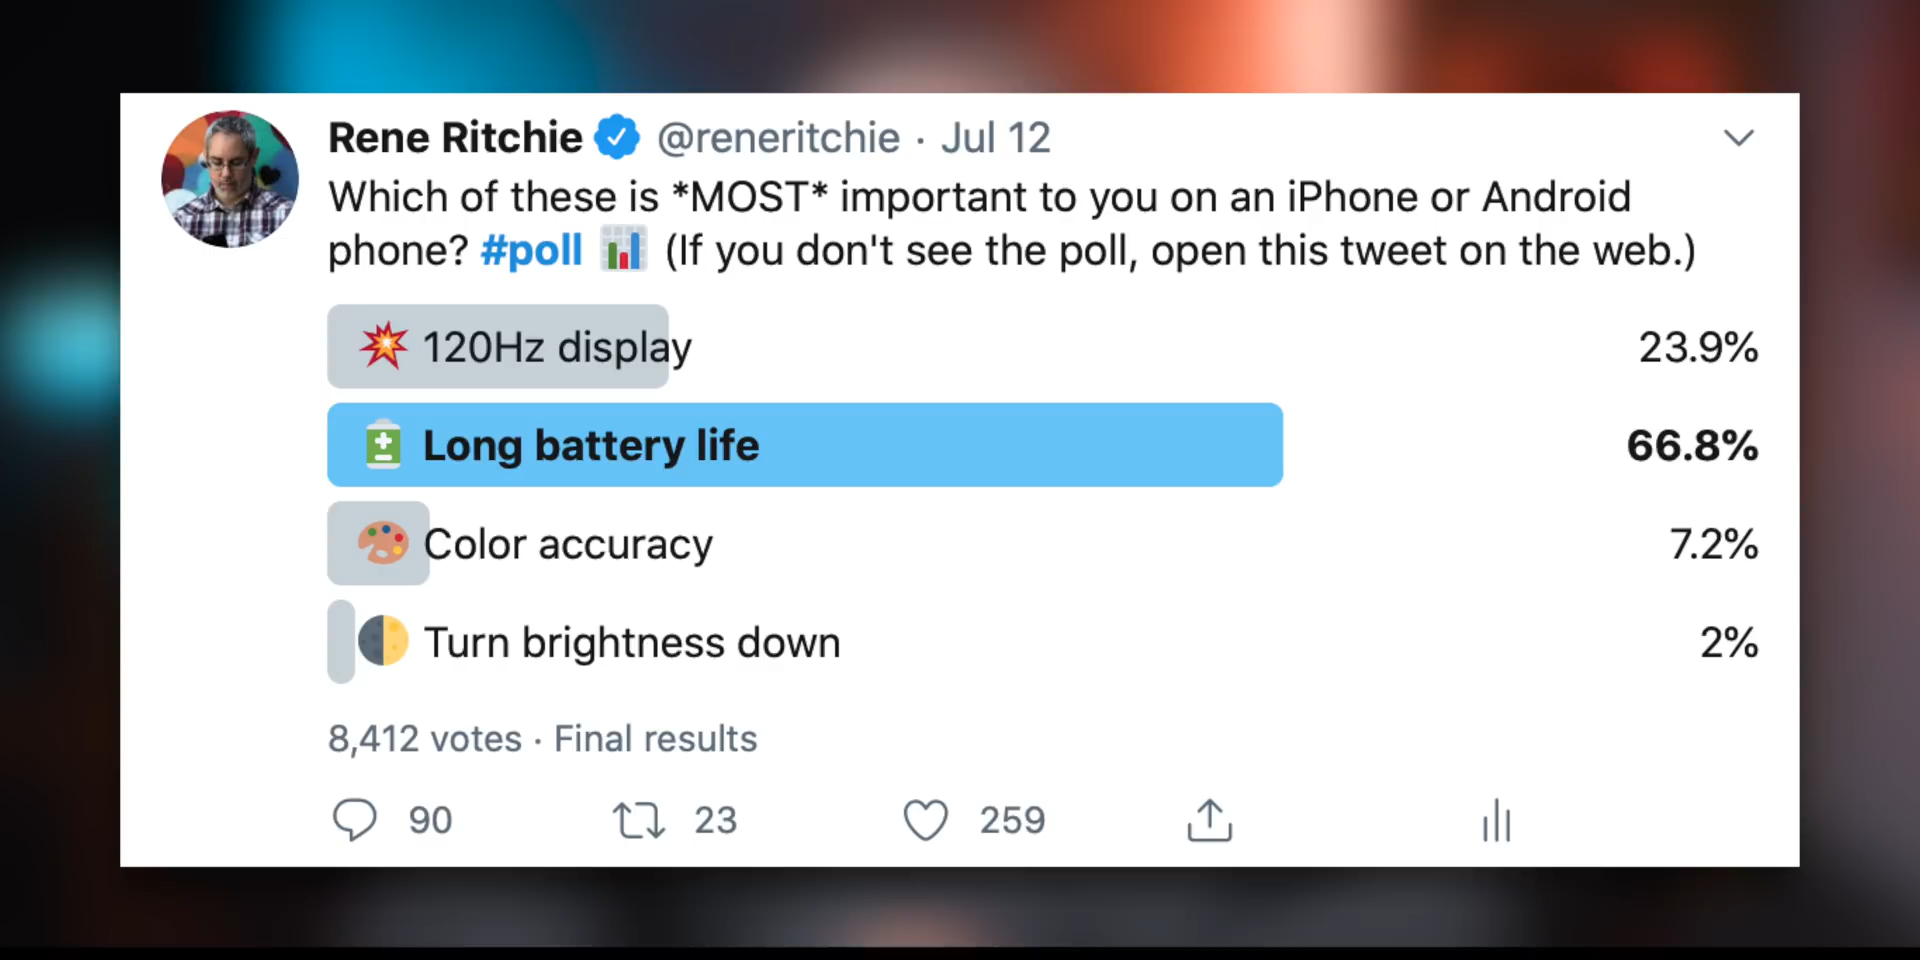 Rene Ritchie @reneritchie · Jul 12
Which of these is *MOST* important to you on an iPhone or Android
phone? #poll 📊 (If you don't see the poll, open this tweet on the web.)
💥 120Hz display 23.9%
🔋 Long battery life 66.8%
🎨 Color accuracy 7.2%
🌓 Turn brightness down 2%
8,412 votes · Final results
90 23 259